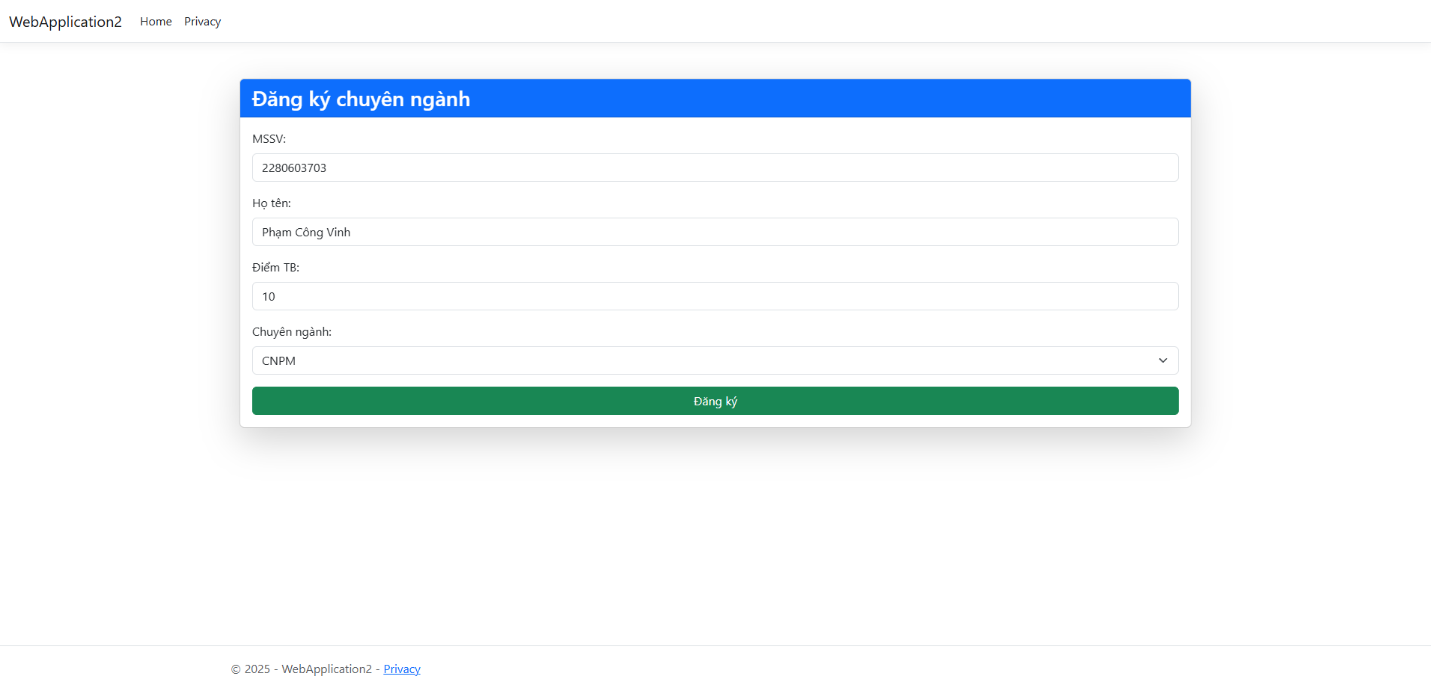 WebApplication2 Home Privacy
Đăng ký chuyên ngành
MSSV:
2280603703
Họ tên:
Phạm Công Vinh
Điểm TB:
10
Chuyên ngành:
CNPM
Đăng ký
© 2025 - WebApplication2 - Privacy